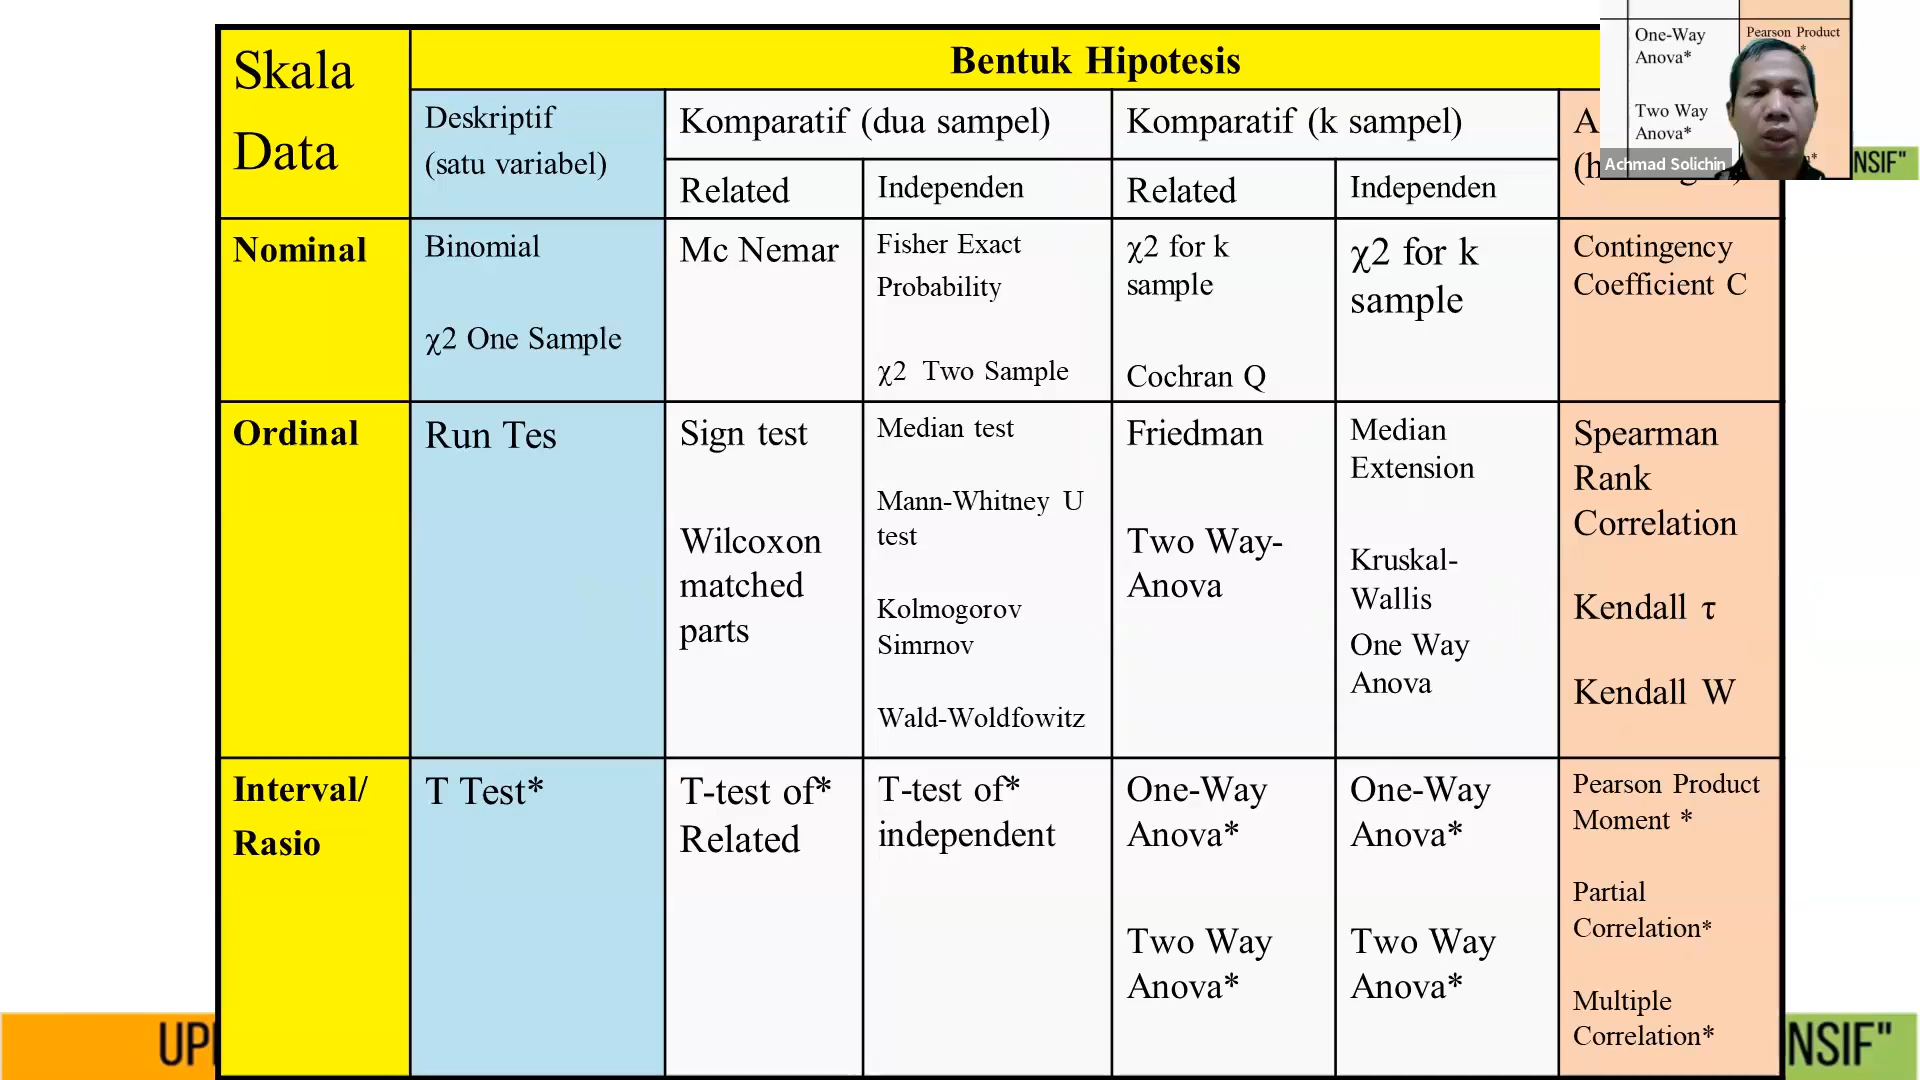 Skala
Data
Bentuk Hipotesis
Deskriptif
(satu variabel)
Komparatif (dua sampel)
Komparatif (k sampel)
Related
Independen
Related
Independen
Nominal
Binomial
χ2 One Sample
Mc Nemar
Fisher Exact
Probability
χ2 Two Sample
χ2 for k
sample
Cochran Q
χ2 for k
sample
Contingency
Coefficient C
Ordinal
Run Tes
Sign test
Wilcoxon
matched
parts
Median test
Mann-Whitney U
test
Kolmogorov
Simrnov
Wald-Woldfowitz
Friedman
Two Way-
Anova
Median
Extension
Kruskal-
Wallis
One Way
Anova
Spearman
Rank
Correlation
Kendall τ
Kendall W
Interval/
Rasio
T Test*
T-test of*
Related
T-test of*
independent
One-Way
Anova*
Two Way
Anova*
One-Way
Anova*
Two Way
Anova*
Pearson Product
Moment *
Partial
Correlation*
Multiple
Correlation*
One-Way
Anova*
Two Way
Anova*
Pearson Product
Achmad Solichin
NSIF"
UP
NSIF"